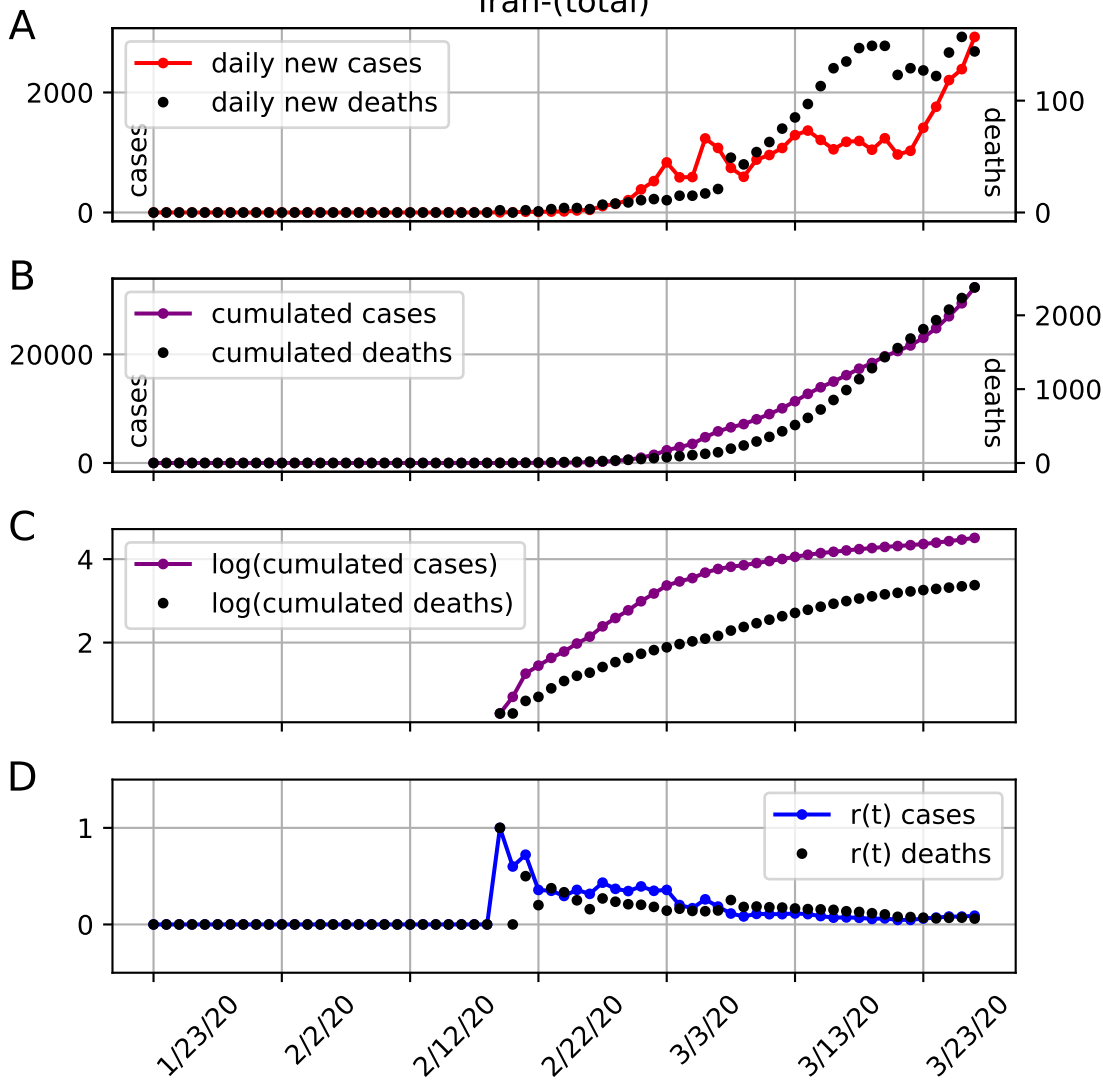 Iran-(total)
A
daily new cases
daily new deaths
2000
0
cases
100
0
deaths
B
cumulated cases
cumulated deaths
20000
0
cases
2000
1000
0
deaths
C
log(cumulated cases)
log(cumulated deaths)
4
2
D
r(t) cases
r(t) deaths
1
0
1/23/20
2/2/20
2/12/20
2/22/20
3/3/20
3/13/20
3/23/20